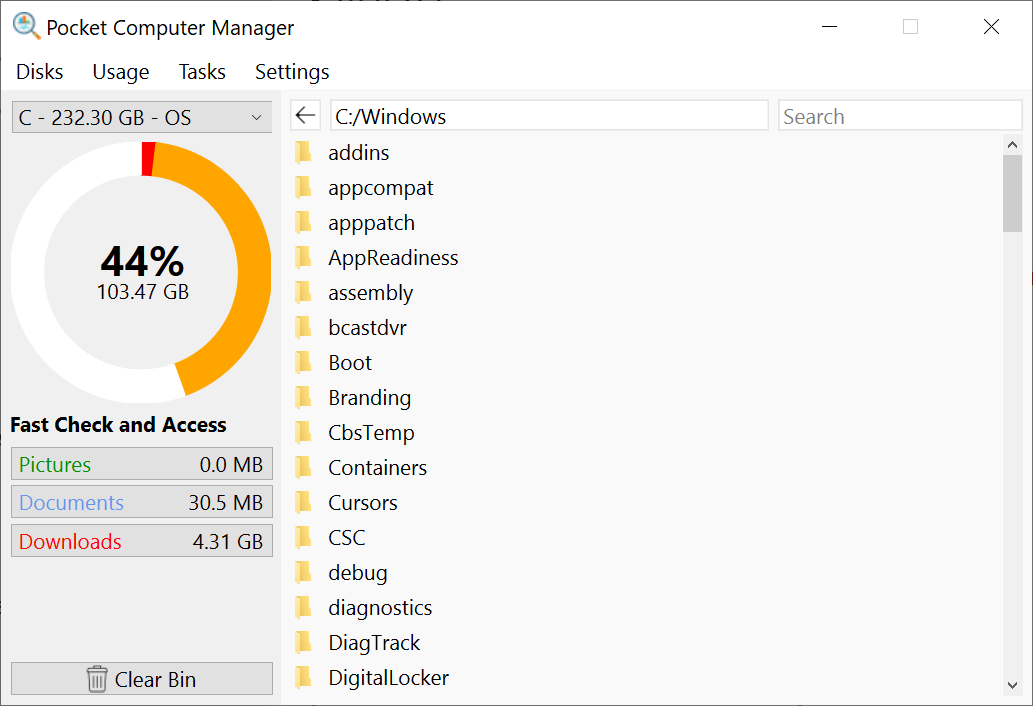 Pocket Computer Manager
Disks Usage Tasks Settings
C - 232.30 GB - OS
C:/Windows
Search
44%
103.47 GB
Fast Check and Access
Pictures 0.0 MB
Documents 30.5 MB
Downloads 4.31 GB
Clear Bin
addins
appcompat
apppatch
AppReadiness
assembly
bcastdvr
Boot
Branding
CbsTemp
Containers
Cursors
CSC
debug
diagnostics
DiagTrack
DigitalLocker